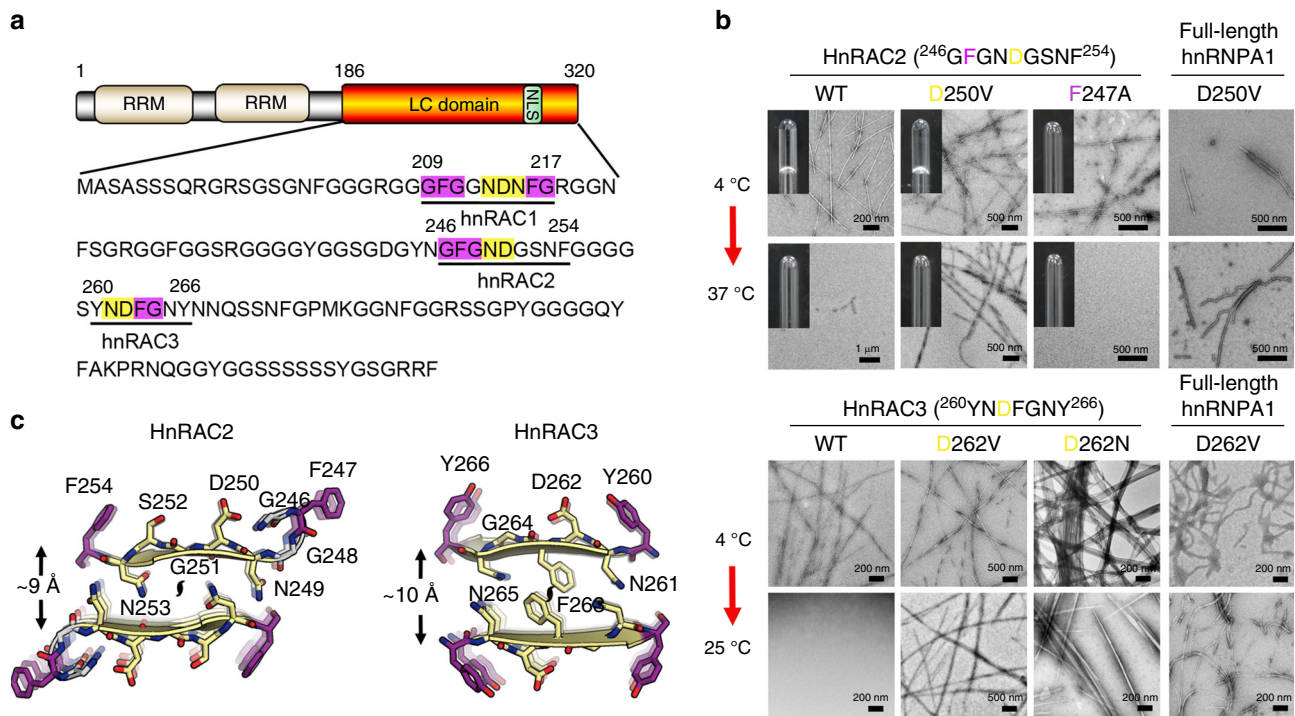 a
1 186 320
RRM RRM LC domain NLS
209 217
MASASSSQRGRSGSGNFGGGRGGGFGGNDNFGRGGN
hnRAC1
246 254
FSGRGGFGGSRGGGGYGGSGDGYNGFGNDGSNFGGGG
hnRAC2
260 266
SYNDFGNYNNQSSNFGPMKGGNFGGRSSGPYGGGGQY
hnRAC3
FAKPRNQGGYGGSSSSSSYGSGRRF
b
HnRAC2 (246GFGNDGSNF254)
Full-length
hnRNPA1
WT D250V F247A D250V
4 °C
200 nm 500 nm 500 nm 500 nm
37 °C
1 μm 500 nm 500 nm 500 nm
HnRAC3 (260YNDFGNY266)
Full-length
hnRNPA1
WT D262V D262N D262V
4 °C
200 nm 500 nm 200 nm 200 nm
25 °C
200 nm 500 nm 200 nm 200 nm
c
HnRAC2
F254
S252
D250
G246
F247
G248
G251
N249
N253
~9 Å
HnRAC3
Y266
D262
Y260
G264
N261
N265
F263
~10 Å